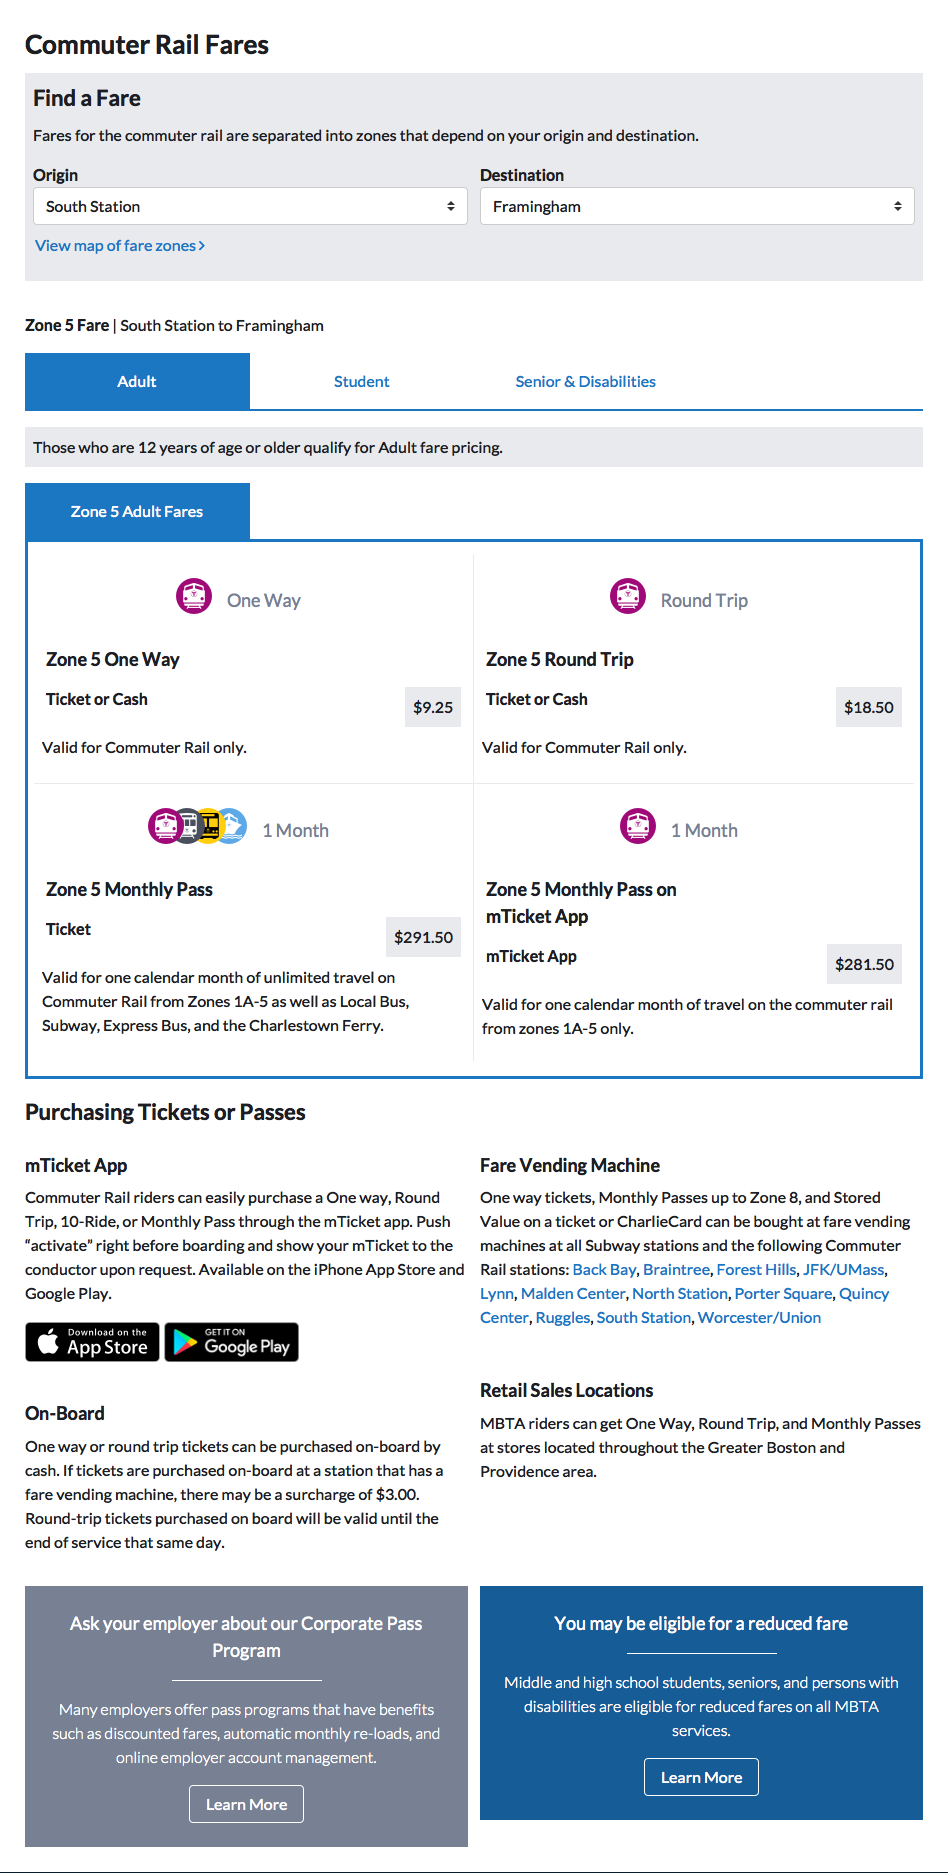 Commuter Rail Fares
Find a Fare
Fares for the commuter rail are separated into zones that depend on your origin and destination.
Origin
South Station
Destination
Framingham
View map of fare zones
Zone 5 Fare | South Station to Framingham
Adult
Student
Senior & Disabilities
Those who are 12 years of age or older qualify for Adult fare pricing.
Zone 5 Adult Fares
One Way
Zone 5 One Way
Ticket or Cash
$9.25
Valid for Commuter Rail only.
Round Trip
Zone 5 Round Trip
Ticket or Cash
$18.50
Valid for Commuter Rail only.
1 Month
Zone 5 Monthly Pass
Ticket
$291.50
Valid for one calendar month of unlimited travel on
Commuter Rail from Zones 1A-5 as well as Local Bus,
Subway, Express Bus, and the Charlestown Ferry.
1 Month
Zone 5 Monthly Pass on
mTicket App
mTicket App
$281.50
Valid for one calendar month of travel on the commuter rail
from zones 1A-5 only.
Purchasing Tickets or Passes
mTicket App
Commuter Rail riders can easily purchase a One way, Round
Trip, 10-Ride, or Monthly Pass through the mTicket app. Push
“activate” right before boarding and show your mTicket to the
conductor upon request. Available on the iPhone App Store and
Google Play.
Download on the
App Store
GET IT ON
Google Play
On-Board
One way or round trip tickets can be purchased on-board by
cash. If tickets are purchased on-board at a station that has a
fare vending machine, there may be a surcharge of $3.00.
Round-trip tickets purchased on board will be valid until the
end of service that same day.
Fare Vending Machine
One way tickets, Monthly Passes up to Zone 8, and Stored
Value on a ticket or CharlieCard can be bought at fare vending
machines at all Subway stations and the following Commuter
Rail stations: Back Bay, Braintree, Forest Hills, JFK/UMass,
Lynn, Malden Center, North Station, Porter Square, Quincy
Center, Ruggles, South Station, Worcester/Union
Retail Sales Locations
MBTA riders can get One Way, Round Trip, and Monthly Passes
at stores located throughout the Greater Boston and
Providence area.
Ask your employer about our Corporate Pass
Program
Many employers offer pass programs that have benefits
such as discounted fares, automatic monthly re-loads, and
online employer account management.
Learn More
You may be eligible for a reduced fare
Middle and high school students, seniors, and persons with
disabilities are eligible for reduced fares on all MBTA
services.
Learn More